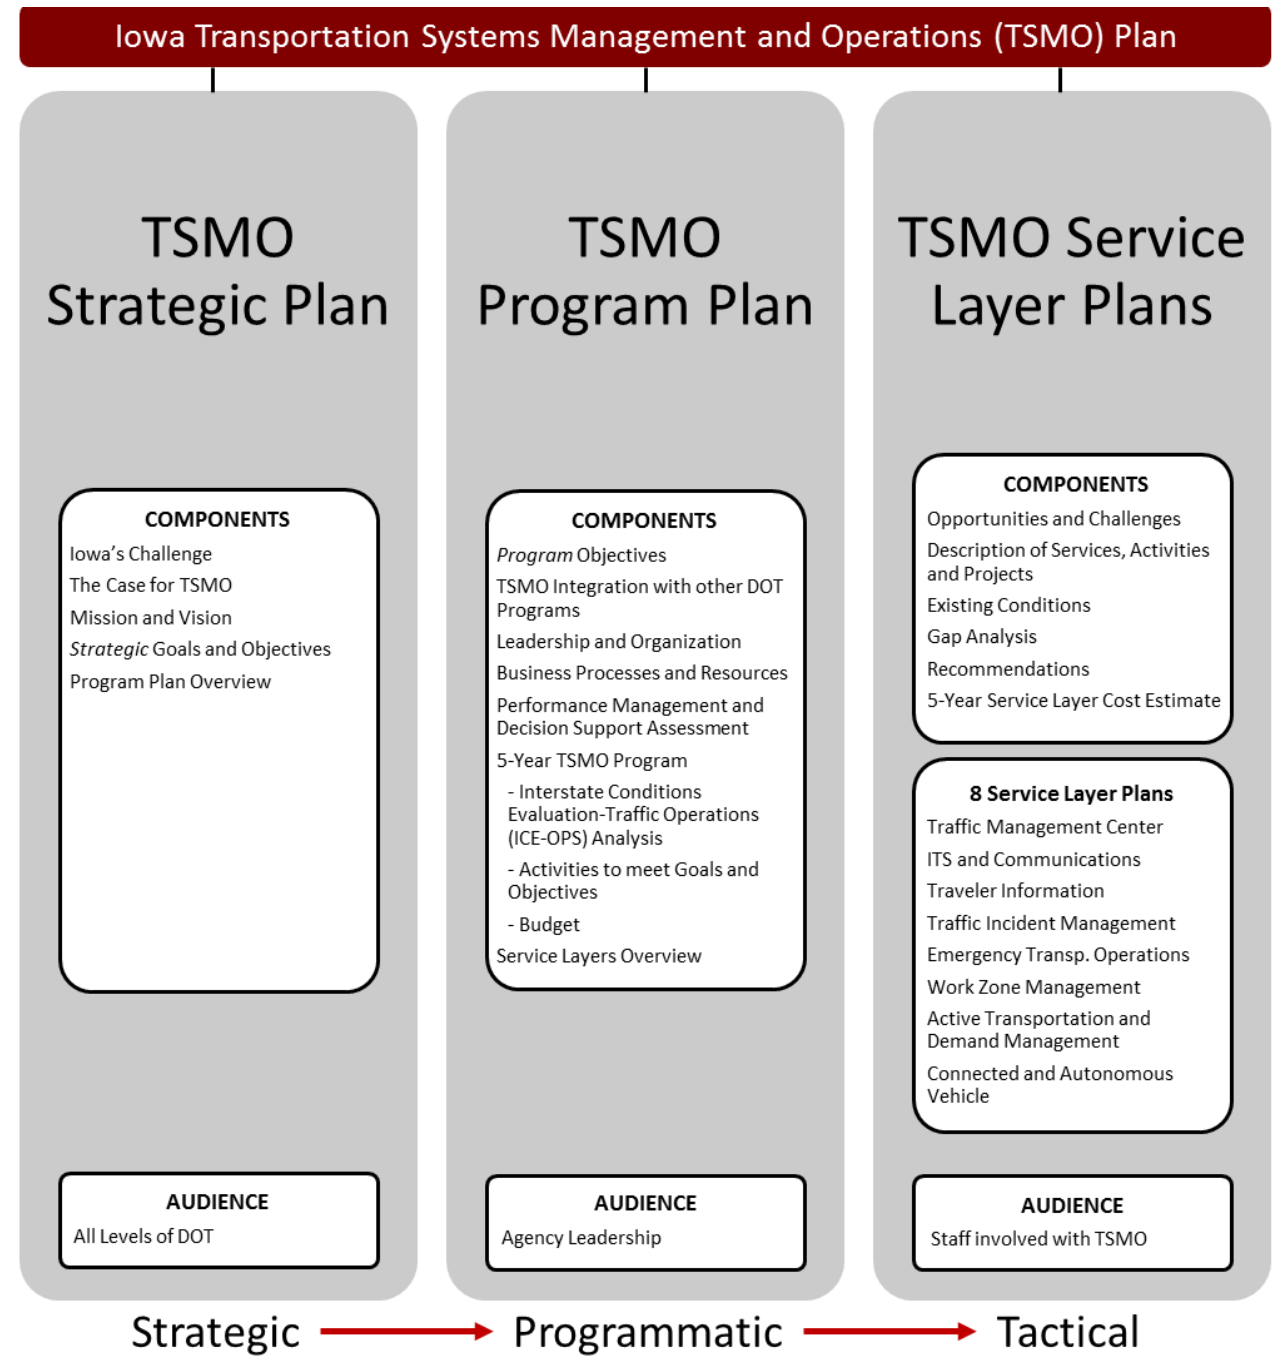 Iowa Transportation Systems Management and Operations (TSMO) Plan
TSMO
Strategic Plan
COMPONENTS
Iowa's Challenge
The Case for TSMO
Mission and Vision
Strategic Goals and Objectives
Program Plan Overview
AUDIENCE
All Levels of DOT
TSMO
Program Plan
COMPONENTS
Program Objectives
TSMO Integration with other DOT
Programs
Leadership and Organization
Business Processes and Resources
Performance Management and
Decision Support Assessment
5-Year TSMO Program
- Interstate Conditions
Evaluation-Traffic Operations
(ICE-OPS) Analysis
- Activities to meet Goals and
Objectives
- Budget
Service Layers Overview
AUDIENCE
Agency Leadership
TSMO Service
Layer Plans
COMPONENTS
Opportunities and Challenges
Description of Services, Activities
and Projects
Existing Conditions
Gap Analysis
Recommendations
5-Year Service Layer Cost Estimate
8 Service Layer Plans
Traffic Management Center
ITS and Communications
Traveler Information
Traffic Incident Management
Emergency Transp. Operations
Work Zone Management
Active Transportation and
Demand Management
Connected and Autonomous
Vehicle
AUDIENCE
Staff involved with TSMO
Strategic
Programmatic
Tactical